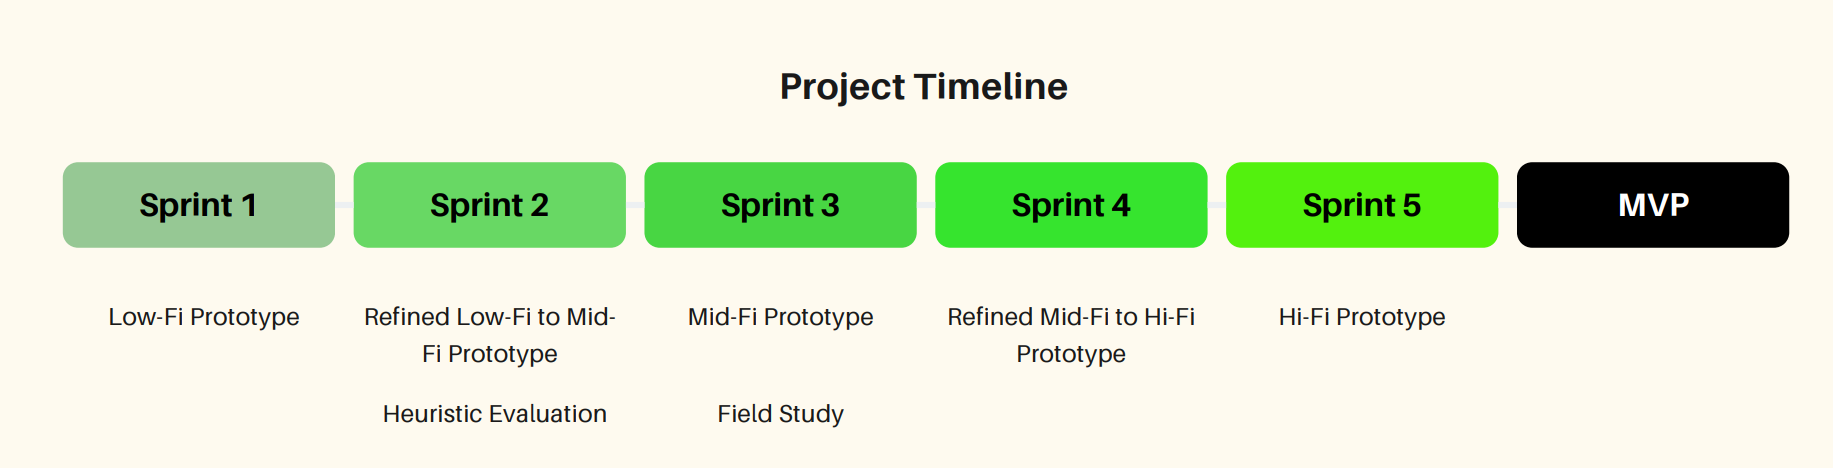 Project Timeline
Sprint 1
Sprint 2
Sprint 3
Sprint 4
Sprint 5
MVP
Low-Fi Prototype
Refined Low-Fi to Mid-
Fi Prototype
Heuristic Evaluation
Mid-Fi Prototype
Field Study
Refined Mid-Fi to Hi-Fi
Prototype
Hi-Fi Prototype